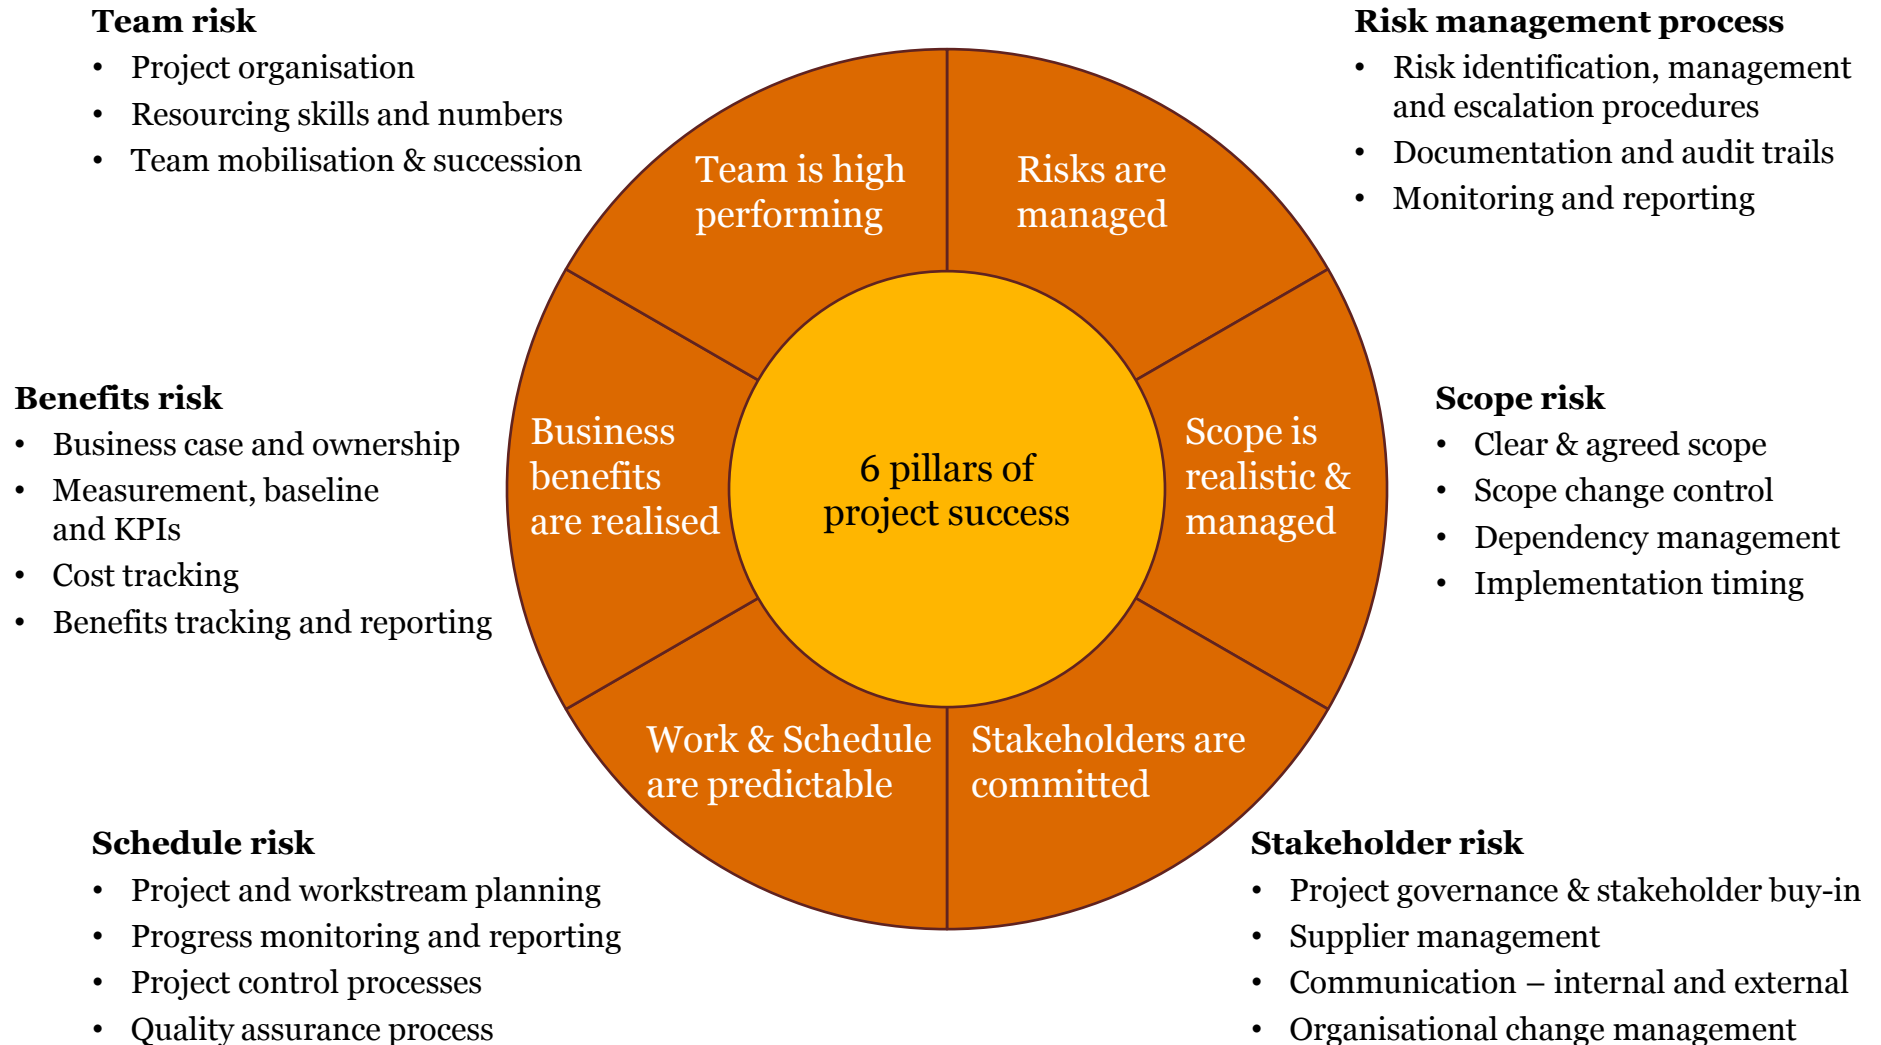 Team risk
• Project organisation
• Resourcing skills and numbers
• Team mobilisation & succession
Risk management process
• Risk identification, management
and escalation procedures
• Documentation and audit trails
• Monitoring and reporting
Team is high
performing
Risks are
managed
Benefits risk
• Business case and ownership
• Measurement, baseline
and KPIs
• Cost tracking
• Benefits tracking and reporting
Business
benefits
are realised
6 pillars of
project success
Scope is
realistic &
managed
Scope risk
• Clear & agreed scope
• Scope change control
• Dependency management
• Implementation timing
Work & Schedule
are predictable
Stakeholders are
committed
Schedule risk
• Project and workstream planning
• Progress monitoring and reporting
• Project control processes
• Quality assurance process
Stakeholder risk
• Project governance & stakeholder buy-in
• Supplier management
• Communication – internal and external
• Organisational change management